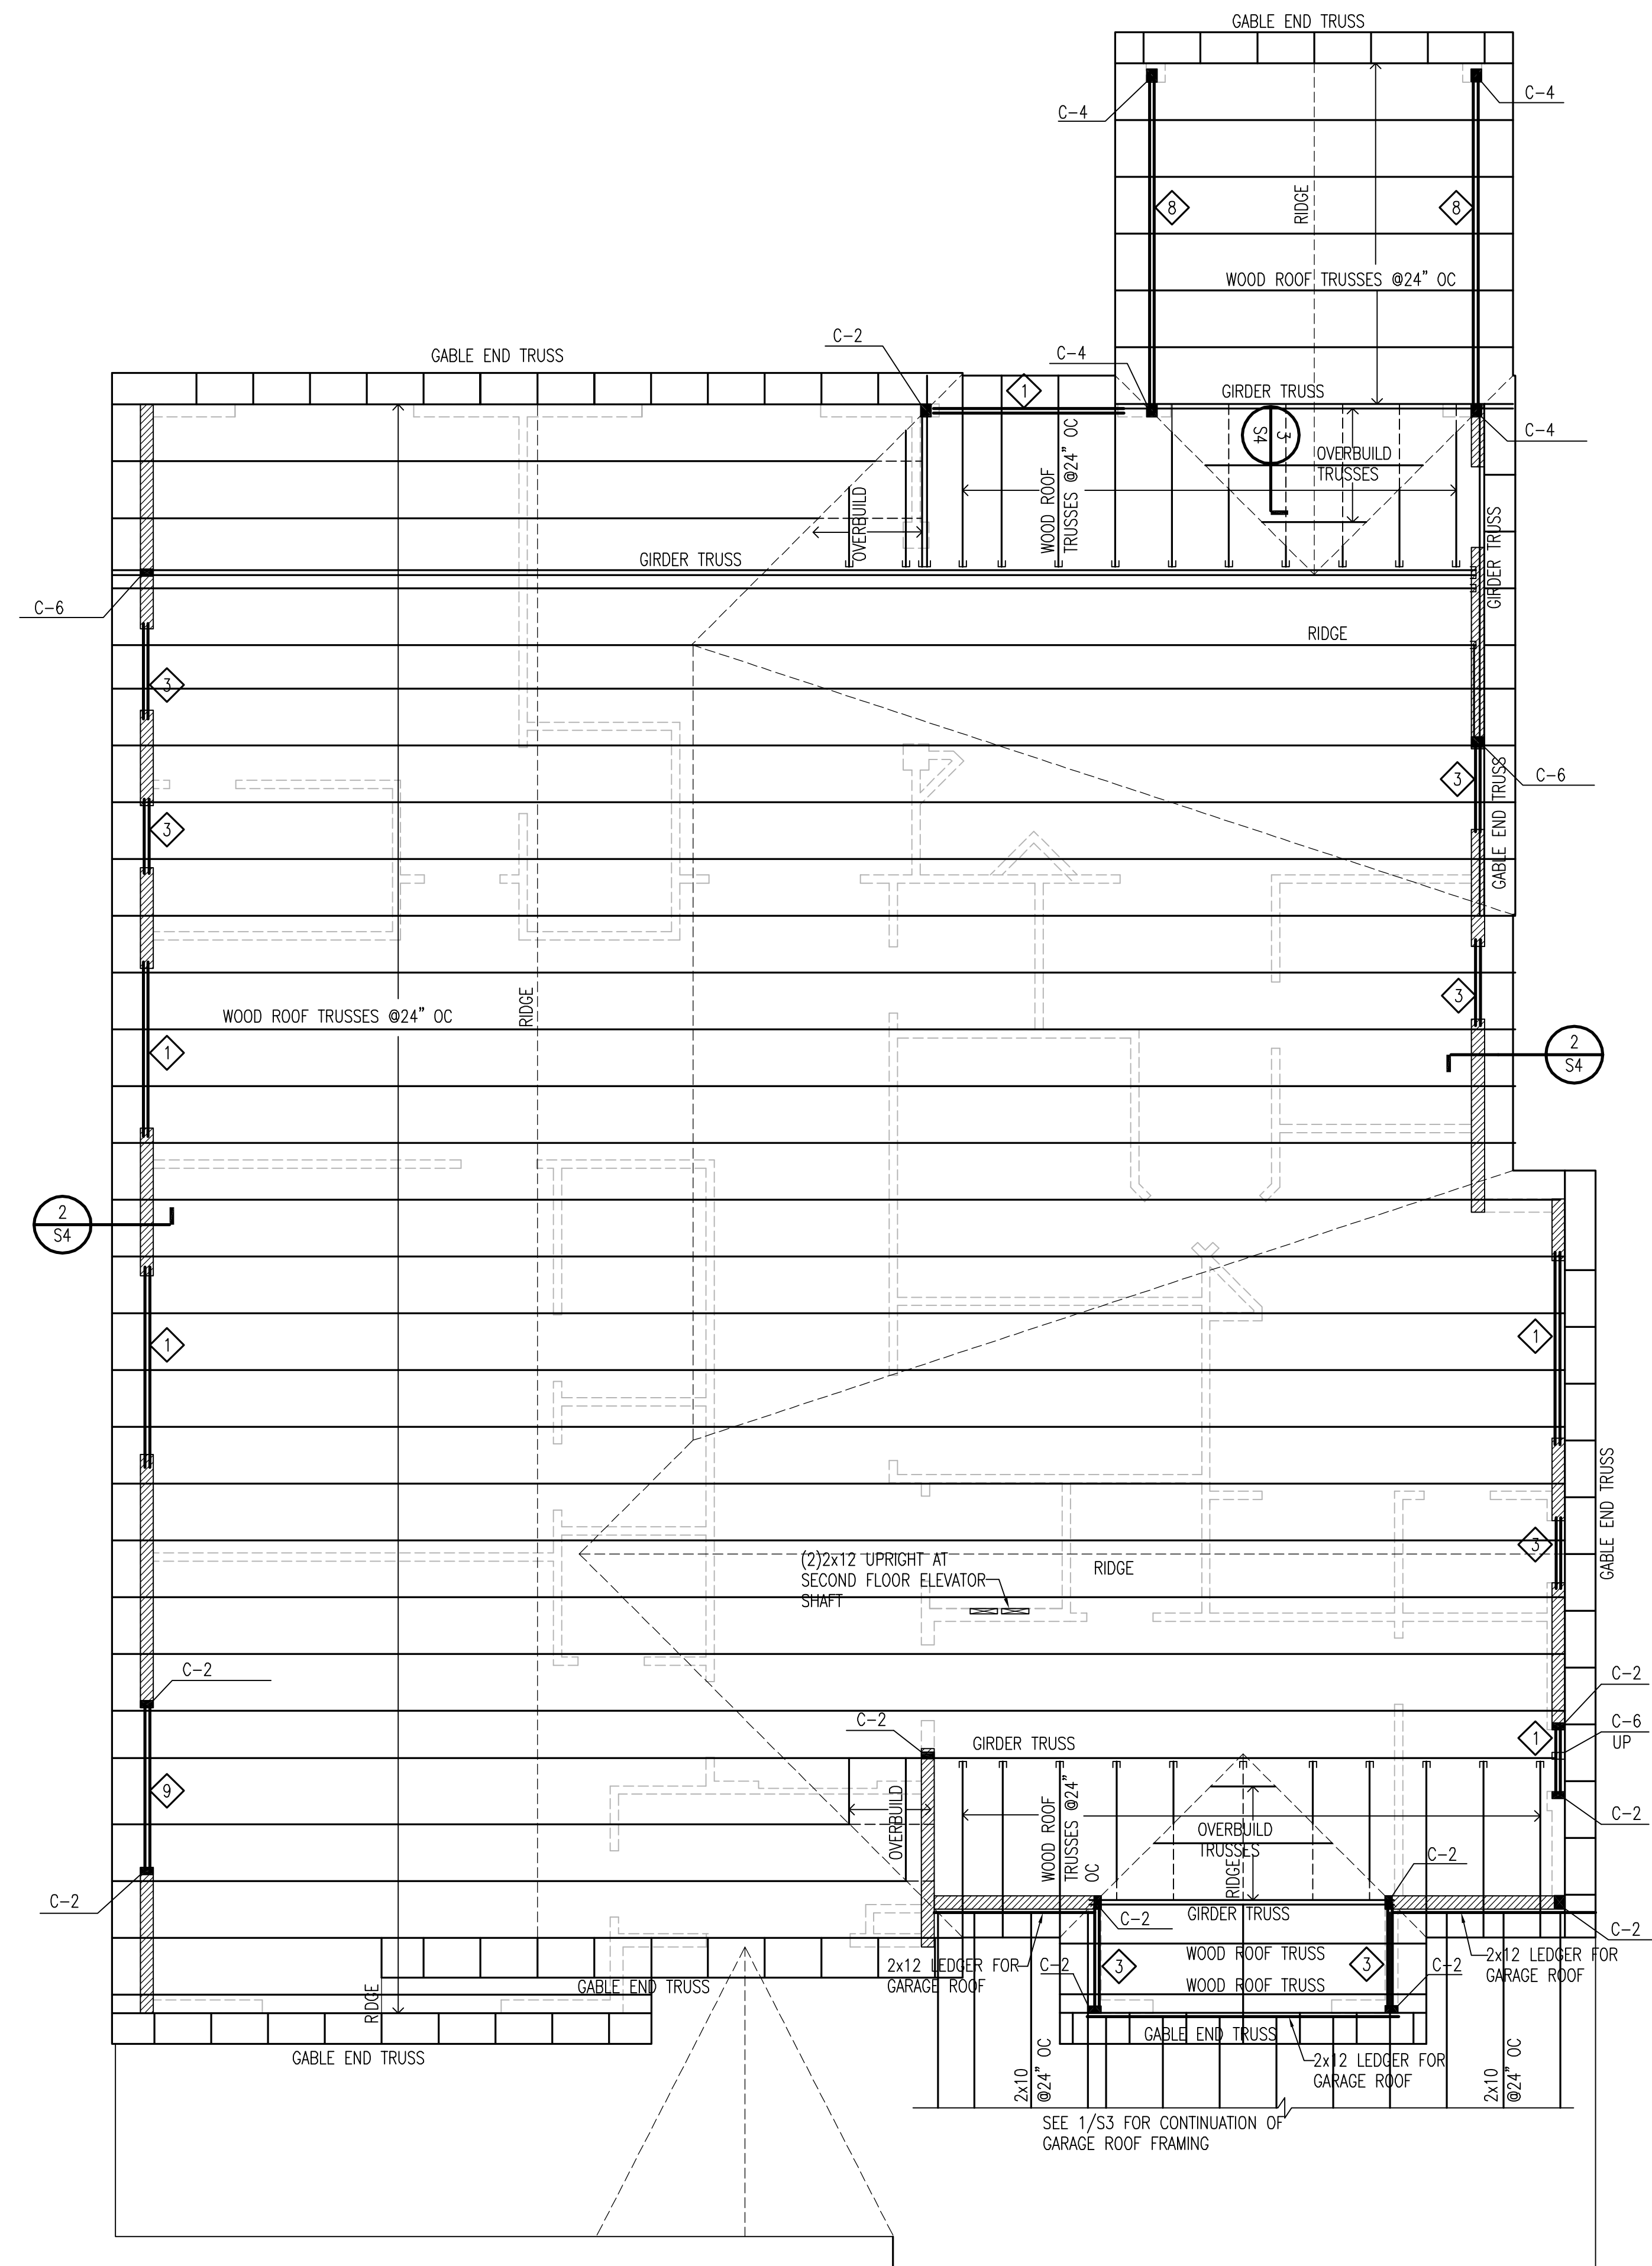 GABLE END TRUSS
C-4
C-4
8
8
RIDGE
WOOD ROOF TRUSSES @24" OC
C-2
C-4
GABLE END TRUSS
1
GIRDER TRUSS
C-4
3
S4
OVERBUILD
TRUSSES
WOOD ROOF
TRUSSES @24" OC
OVERBUILD
GIRDER TRUSS
GIRDER TRUSS
C-6
RIDGE
3
3
C-6
GABLE END TRUSS
3
3
RIDGE
WOOD ROOF TRUSSES @24" OC
1
2
S4
2
S4
1
1
GABLE END TRUSS
3
(2)2x12 UPRIGHT AT
SECOND FLOOR ELEVATOR
SHAFT
RIDGE
C-2
C-2
C-2
C-6
UP
1
GIRDER TRUSS
9
OVERBUILD
WOOD ROOF
TRUSSES @24"
OC
OVERBUILD
TRUSSES
RIDGE
C-2
C-2
C-2
C-2
GIRDER TRUSS
C-2
WOOD ROOF TRUSS
2x12 LEDGER FOR
GARAGE ROOF
2x12 LEDGER FOR
GARAGE ROOF
C-2
3
3
C-2
WOOD ROOF TRUSS
GABLE END TRUSS
RIDGE
GABLE END TRUSS
GABLE END TRUSS
2x12 LEDGER FOR
GARAGE ROOF
2x10
@24" OC
2x10
@24" OC
SEE 1/S3 FOR CONTINUATION OF
GARAGE ROOF FRAMING